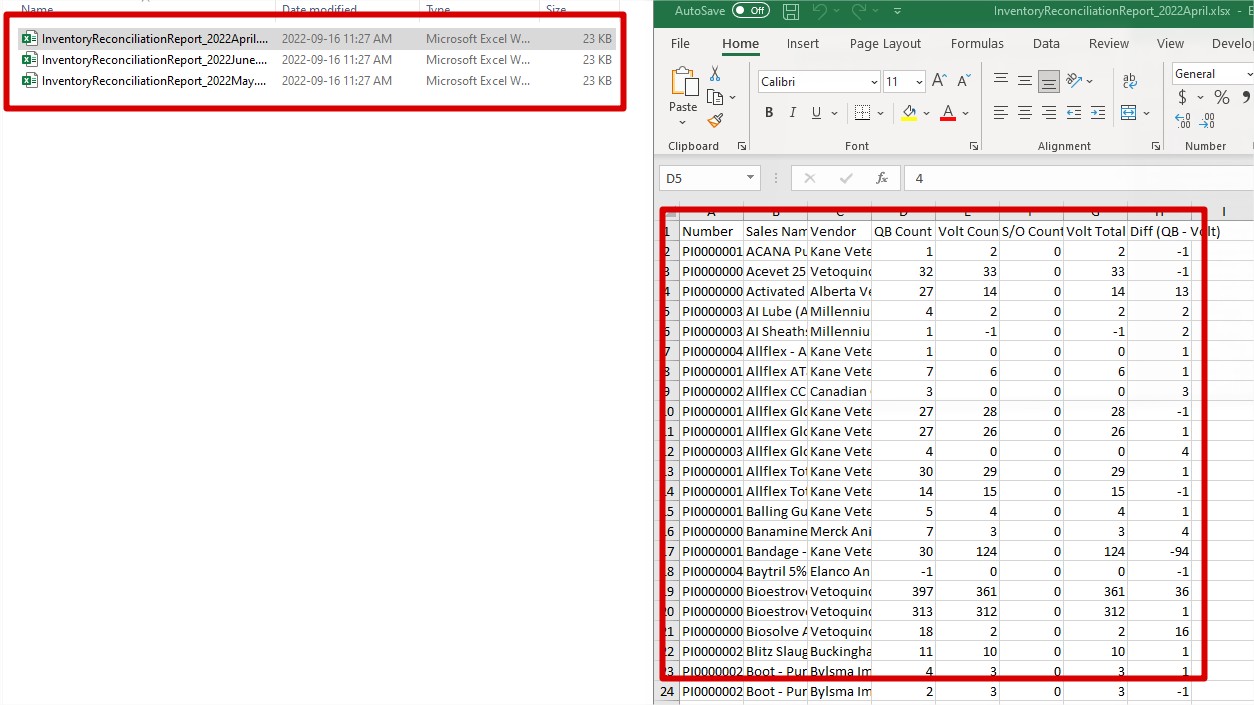 Name Date modified Type Size
InventoryReconciliationReport_2022April.... 2022-09-16 11:27 AM Microsoft Excel W... 23 KB
InventoryReconciliationReport_2022June.... 2022-09-16 11:27 AM Microsoft Excel W... 23 KB
InventoryReconciliationReport_2022May.... 2022-09-16 11:27 AM Microsoft Excel W... 23 KB
AutoSave Off InventoryReconciliationReport_2022April.xlsx - E
File Home Insert Page Layout Formulas Data Review View Develo
Paste Calibri 11 A A ab General
B I U A $ % 9
Clipboard Font Alignment Number
D5 fx 4
A B C D E F G H I
1 Number Sales Nam Vendor QB Count Volt Coun S/O Count Volt Total Diff (QB - Volt)
2 PI0000001 ACANA Pu Kane Vete 1 2 0 2 -1
3 PI0000000 Acevet 25 Vetoquino 32 33 0 33 -1
4 PI0000000 Activated Alberta Ve 27 14 0 14 13
5 PI0000003 AI Lube (A Millenniu 4 2 0 2 2
6 PI0000003 AI Sheaths Millenniu 1 -1 0 -1 2
7 PI0000004 Allflex - A Kane Vete 1 0 0 0 1
8 PI0000001 Allflex AT Kane Vete 7 6 0 6 1
9 PI0000002 Allflex CC Canadian 3 0 0 0 3
10 PI0000001 Allflex Glo Kane Vete 27 28 0 28 -1
11 PI0000001 Allflex Glo Kane Vete 27 26 0 26 1
12 PI0000003 Allflex Glo Kane Vete 4 0 0 0 4
13 PI0000001 Allflex Tot Kane Vete 30 29 0 29 1
14 PI0000001 Allflex Tot Kane Vete 14 15 0 15 -1
15 PI0000001 Balling Gu Kane Vete 5 4 0 4 1
16 PI0000000 Banamine Merck Ani 7 3 0 3 4
17 PI0000001 Bandage - Kane Vete 30 124 0 124 -94
18 PI0000004 Baytril 5% Elanco An -1 0 0 0 -1
19 PI0000000 Bioestrov Vetoquino 397 361 0 361 36
20 PI0000000 Bioestrov Vetoquino 313 312 0 312 1
21 PI0000000 Biosolve A Vetoquino 18 2 0 2 16
22 PI0000002 Blitz Slaug Buckingha 11 10 0 10 1
23 PI0000002 Boot - Pur Bylsma Im 4 3 0 3 1
24 PI0000002 Boot - Pur Bylsma Im 2 3 0 3 -1